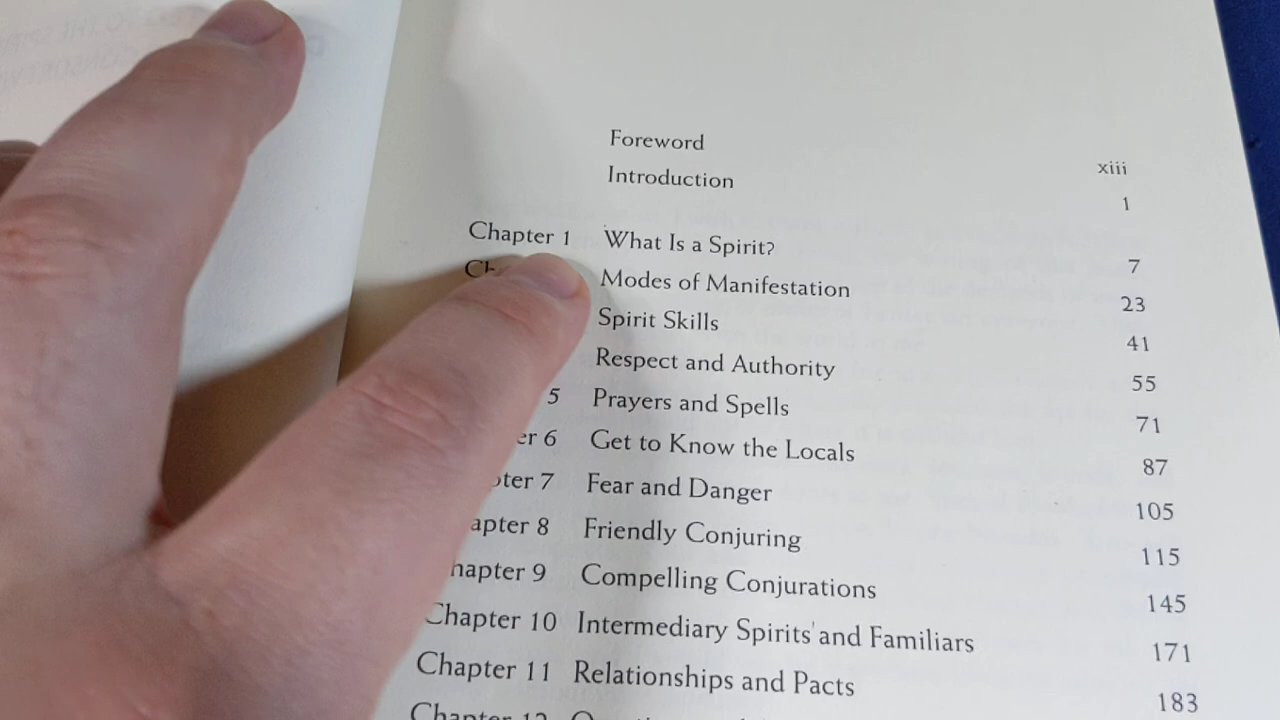 Foreword xiii
Introduction 1
Chapter 1 What Is a Spirit? 7
Modes of Manifestation 23
Spirit Skills 41
Respect and Authority 55
5 Prayers and Spells 71
er 6 Get to Know the Locals 87
pter 7 Fear and Danger 105
apter 8 Friendly Conjuring 115
hapter 9 Compelling Conjurations 145
Chapter 10 Intermediary Spirits and Familiars 171
Chapter 11 Relationships and Pacts 183
Chapter 12